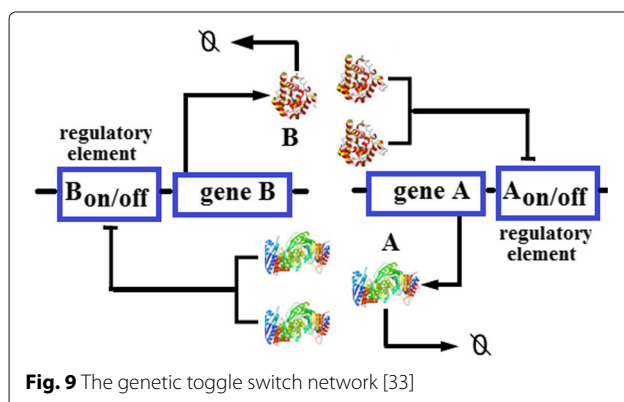 Ø
B
regulatory
element
Bon/off
gene B
gene A
Aon/off
regulatory
element
A
Ø
Fig. 9 The genetic toggle switch network [33]